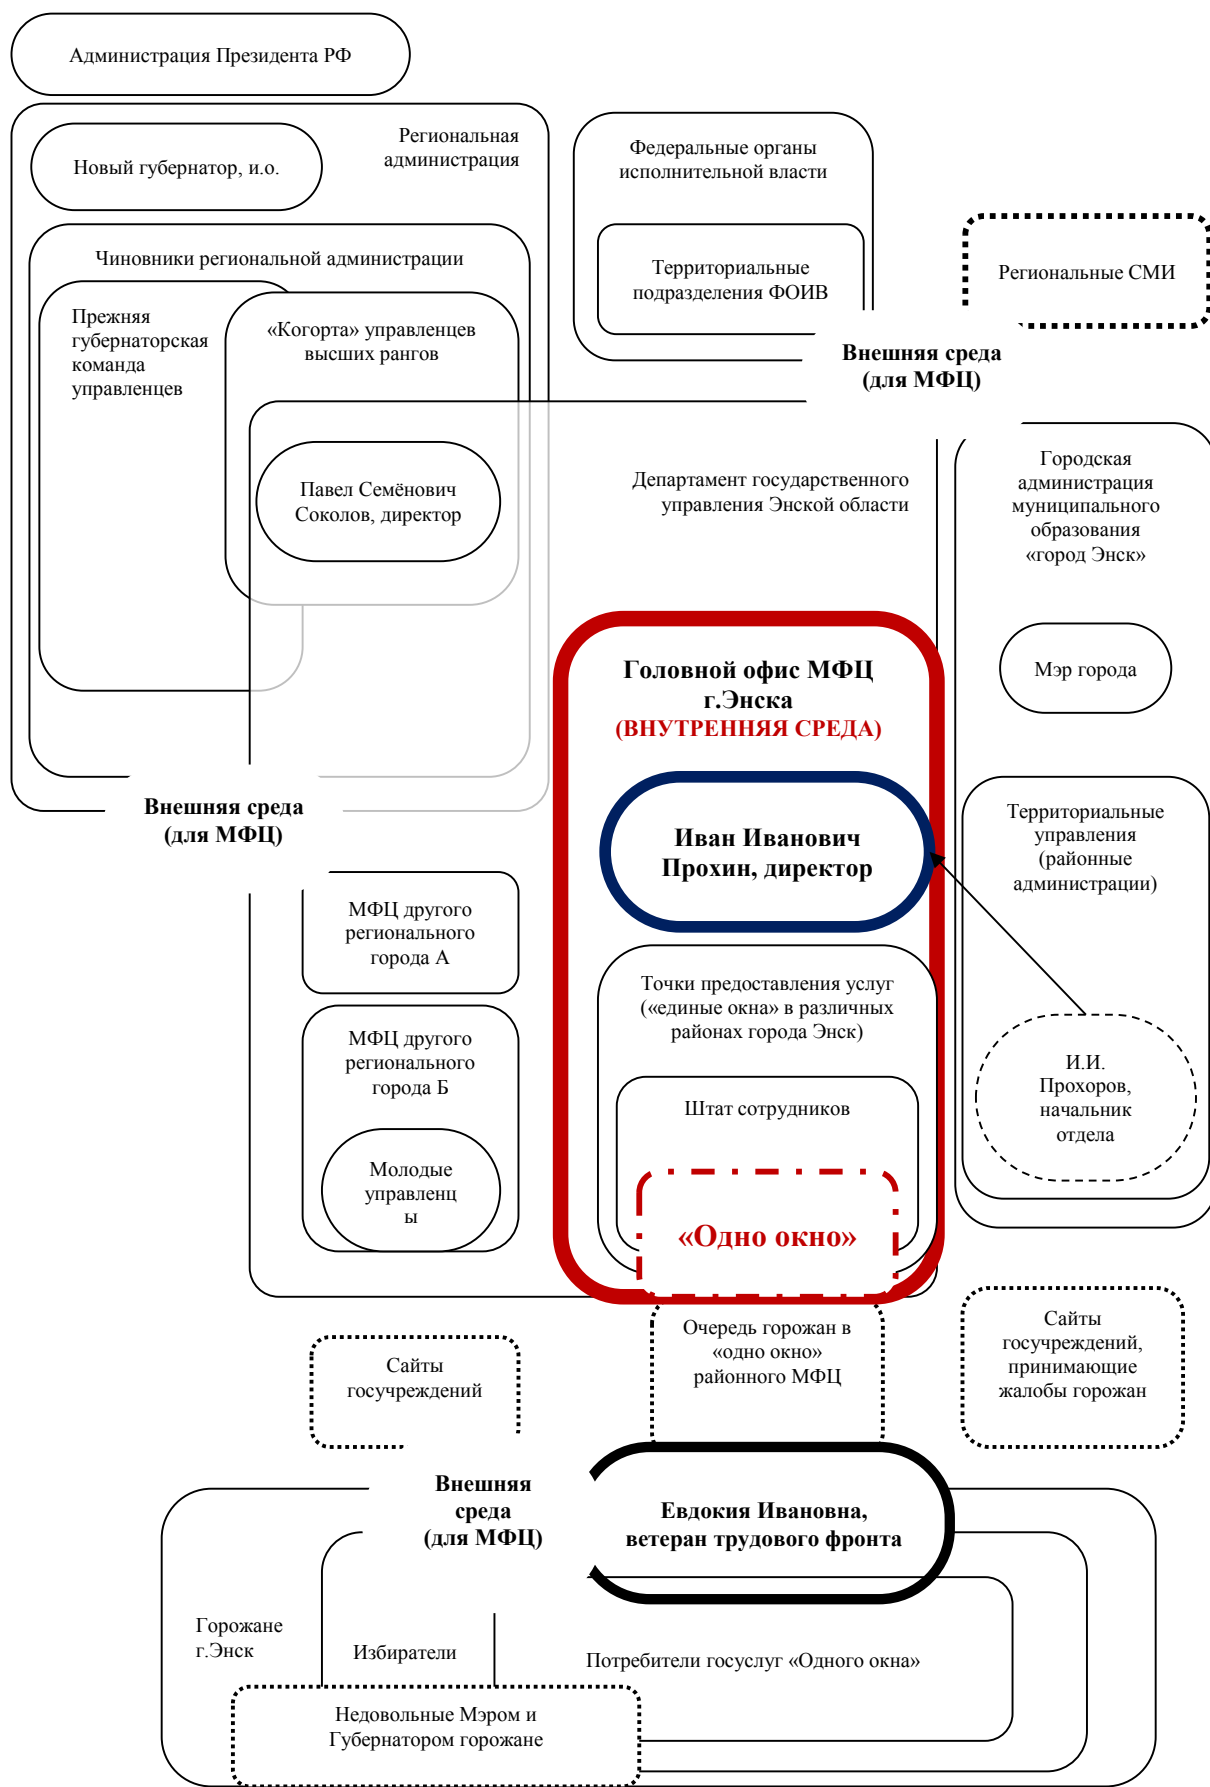 Администрация Президента РФ
Региональная
администрация
Новый губернатор, и.о.
Чиновники региональной администрации
Прежняя
губернаторская
команда
управленцев
«Когорта» управленцев
высших рангов
Федеральные органы
исполнительной власти
Территориальные
подразделения ФОИВ
Региональные СМИ
Внешняя среда
(для МФЦ)
Павел Семёнович
Соколов, директор
Департамент государственного
управления Энской области
Городская
администрация
муниципального
образования
«город Энск»
Мэр города
Головной офис МФЦ
г.Энска
(ВНУТРЕННЯЯ СРЕДА)
Внешняя среда
(для МФЦ)
Иван Иванович
Прохин, директор
Территориальные
управления
(районные
администрации)
МФЦ другого
регионального
города А
Точки предоставления услуг
(«единые окна» в различных
районах города Энск)
МФЦ другого
регионального
города Б
Штат сотрудников
И.И.
Прохоров,
начальник
отдела
Молодые
управленц
ы
«Одно окно»
Сайты
госучреждений
Очередь горожан в
«одно окно»
районного МФЦ
Сайты
госучреждений,
принимающие
жалобы горожан
Внешняя
среда
(для МФЦ)
Евдокия Ивановна,
ветеран трудового фронта
Горожане
г.Энск
Избиратели
Потребители госуслуг «Одного окна»
Недовольные Мэром и
Губернатором горожане